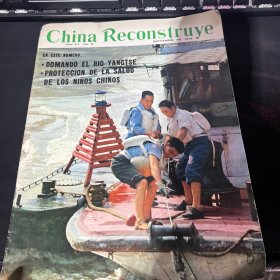 China Reconstruye
EN ESTE NUMERO:
• DOMANDO EL RIO YANGTSE
• PROTECCION DE LA SALUD
DE LOS NIÑOS CHINOS